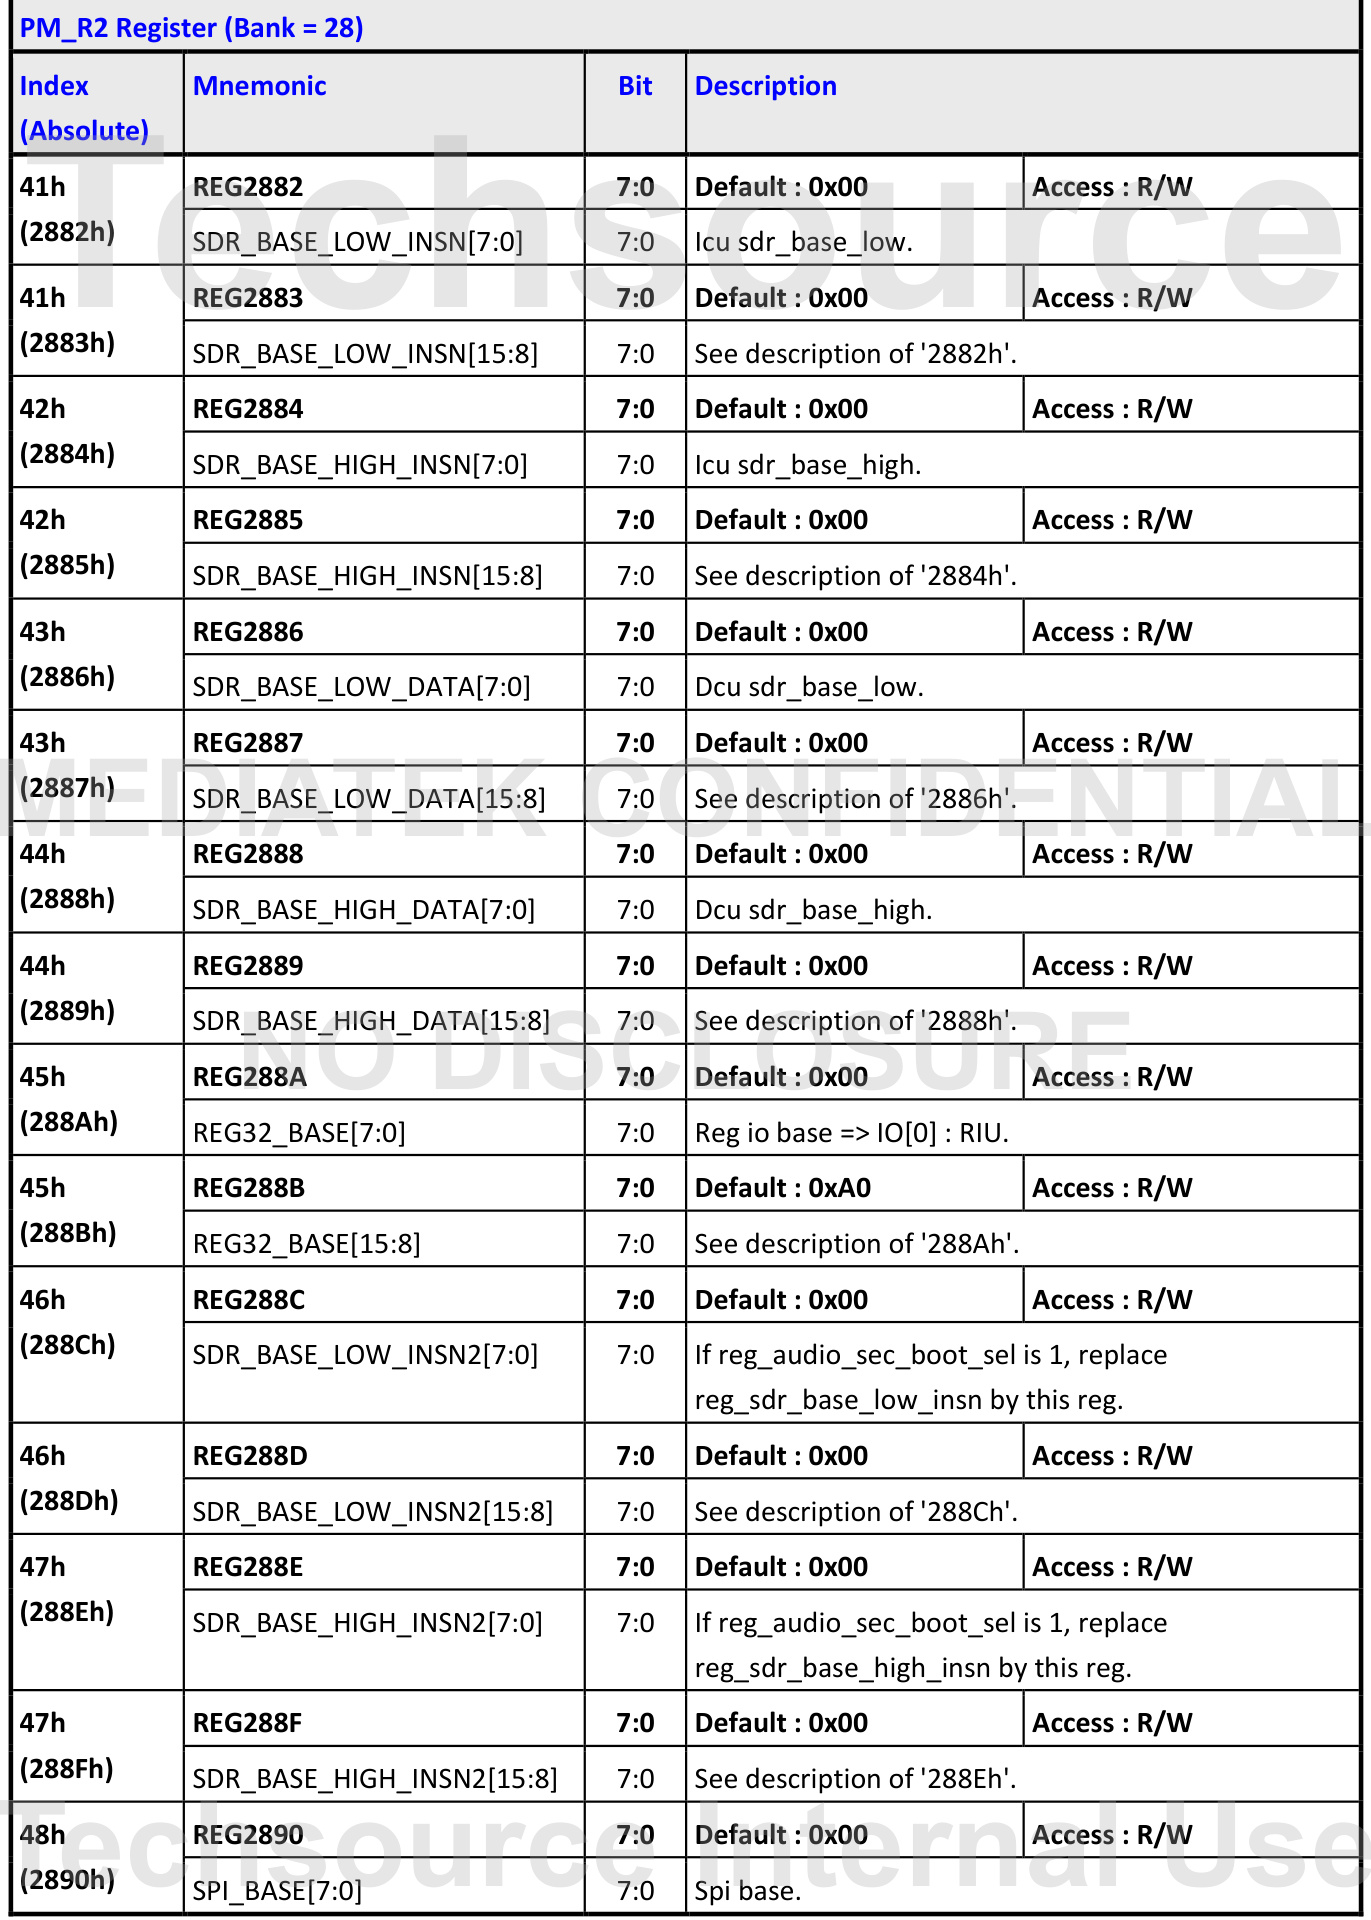 PM_R2 Register (Bank = 28)
Index (Absolute) Mnemonic Bit Description
41h (2882h) REG2882 7:0 Default : 0x00 Access : R/W
SDR_BASE_LOW_INSN[7:0] 7:0 Icu sdr_base_low.
41h (2883h) REG2883 7:0 Default : 0x00 Access : R/W
SDR_BASE_LOW_INSN[15:8] 7:0 See description of '2882h'.
42h (2884h) REG2884 7:0 Default : 0x00 Access : R/W
SDR_BASE_HIGH_INSN[7:0] 7:0 Icu sdr_base_high.
42h (2885h) REG2885 7:0 Default : 0x00 Access : R/W
SDR_BASE_HIGH_INSN[15:8] 7:0 See description of '2884h'.
43h (2886h) REG2886 7:0 Default : 0x00 Access : R/W
SDR_BASE_LOW_DATA[7:0] 7:0 Dcu sdr_base_low.
43h (2887h) REG2887 7:0 Default : 0x00 Access : R/W
SDR_BASE_LOW_DATA[15:8] 7:0 See description of '2886h'.
44h (2888h) REG2888 7:0 Default : 0x00 Access : R/W
SDR_BASE_HIGH_DATA[7:0] 7:0 Dcu sdr_base_high.
44h (2889h) REG2889 7:0 Default : 0x00 Access : R/W
SDR_BASE_HIGH_DATA[15:8] 7:0 See description of '2888h'.
45h (288Ah) REG288A 7:0 Default : 0x00 Access : R/W
REG32_BASE[7:0] 7:0 Reg io base => IO[0] : RIU.
45h (288Bh) REG288B 7:0 Default : 0xA0 Access : R/W
REG32_BASE[15:8] 7:0 See description of '288Ah'.
46h (288Ch) REG288C 7:0 Default : 0x00 Access : R/W
SDR_BASE_LOW_INSN2[7:0] 7:0 If reg_audio_sec_boot_sel is 1, replace
reg_sdr_base_low_insn by this reg.
46h (288Dh) REG288D 7:0 Default : 0x00 Access : R/W
SDR_BASE_LOW_INSN2[15:8] 7:0 See description of '288Ch'.
47h (288Eh) REG288E 7:0 Default : 0x00 Access : R/W
SDR_BASE_HIGH_INSN2[7:0] 7:0 If reg_audio_sec_boot_sel is 1, replace
reg_sdr_base_high_insn by this reg.
47h (288Fh) REG288F 7:0 Default : 0x00 Access : R/W
SDR_BASE_HIGH_INSN2[15:8] 7:0 See description of '288Eh'.
48h (2890h) REG2890 7:0 Default : 0x00 Access : R/W
SPI_BASE[7:0] 7:0 Spi base.
Techsource
MEDIATEK CONFIDENTIAL
NO DISCLOSURE
Techsource Internal Use